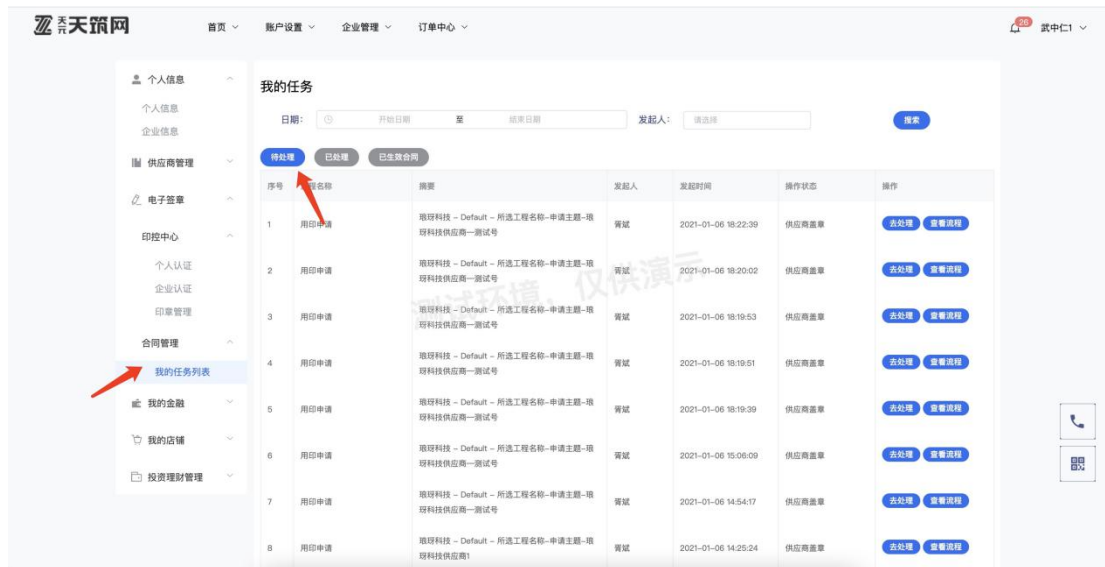 天元 天筑网
首页 账户设置 企业管理 订单中心 26 武中仁1
个人信息
个人信息
企业信息
供应商管理
电子签章
印控中心
个人认证
企业认证
印章管理
合同管理
我的任务列表
我的金融
我的店铺
投资理财管理
我的任务
日期: 开始日期 至 结束日期 发起人: 请选择 搜索
待处理 已处理 已生效合同
序号 程名称 摘要 发起人 发起时间 操作状态 操作
1 用印申请 琅琊科技 – Default – 所选工程名称–申请主题–琅 胥斌 2021–01–06 18:22:39 供应商盖章 去处理 查看流程
琊科技供应商一测试号
2 用印申请 琅琊科技 – Default – 所选工程名称–申请主题–琅 胥斌 2021–01–06 18:20:02 供应商盖章 去处理 查看流程
琊科技供应商一测试号
3 用印申请 琅琊科技 – Default – 所选工程名称–申请主题–琅 胥斌 2021–01–06 18:19:53 供应商盖章 去处理 查看流程
琊科技供应商一测试号
4 用印申请 琅琊科技 – Default – 所选工程名称–申请主题–琅 胥斌 2021–01–06 18:19:51 供应商盖章 去处理 查看流程
琊科技供应商一测试号
5 用印申请 琅琊科技 – Default – 所选工程名称–申请主题–琅 胥斌 2021–01–06 18:19:39 供应商盖章 去处理 查看流程
琊科技供应商一测试号
6 用印申请 琅琊科技 – Default – 所选工程名称–申请主题–琅 胥斌 2021–01–06 15:06:09 供应商盖章 去处理 查看流程
琊科技供应商一测试号
7 用印申请 琅琊科技 – Default – 所选工程名称–申请主题–琅 胥斌 2021–01–06 14:54:17 供应商盖章 去处理 查看流程
琊科技供应商一测试号
8 用印申请 琅琊科技 – Default – 所选工程名称–申请主题–琅 胥斌 2021–01–06 14:25:24 供应商盖章 去处理 查看流程
琊科技供应商1
测试环境，仅供演示